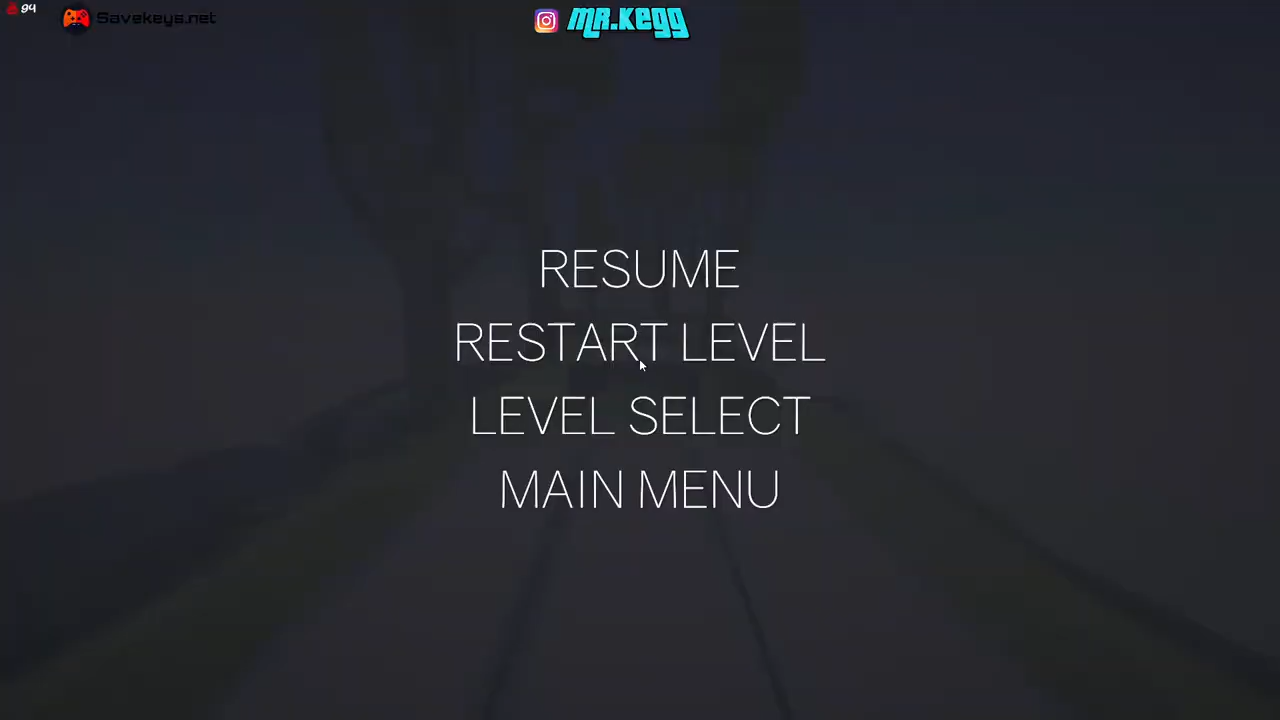 94
Savekeys.net
MR.Kegg
RESUME
RESTART LEVEL
LEVEL SELECT
MAIN MENU